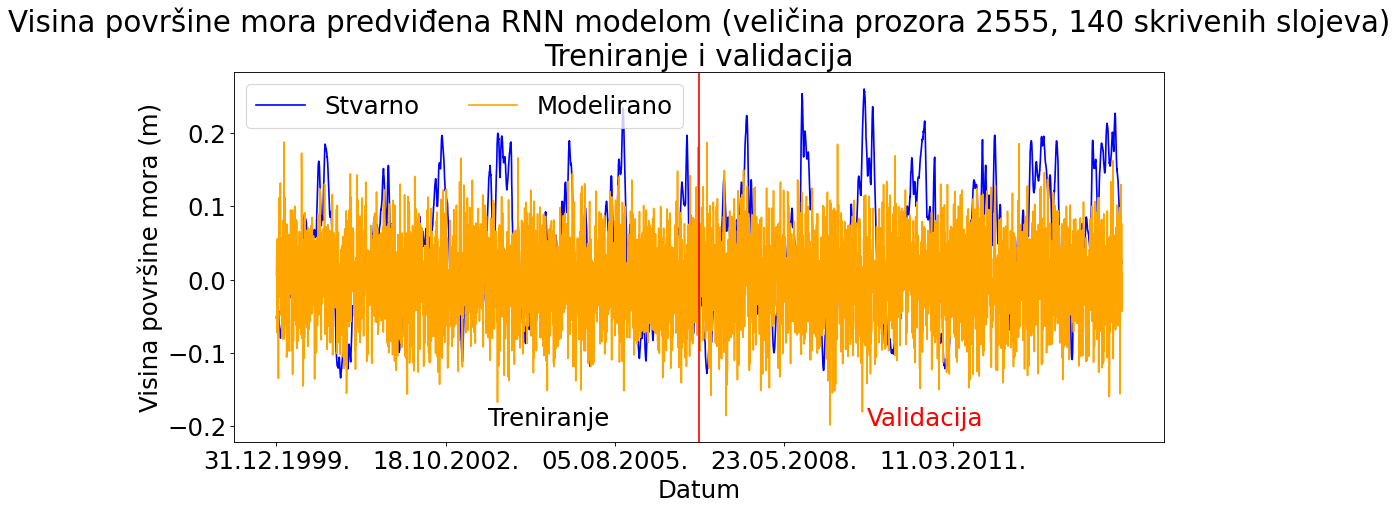 Visina površine mora predviđena RNN modelom (veličina prozora 2555, 140 skrivenih slojeva)
Treniranje i validacija
Stvarno
Modelirano
Visina površine mora (m)
0.2
0.1
0.0
−0.1
−0.2
Treniranje
Validacija
31.12.1999. 18.10.2002. 05.08.2005. 23.05.2008. 11.03.2011.
Datum